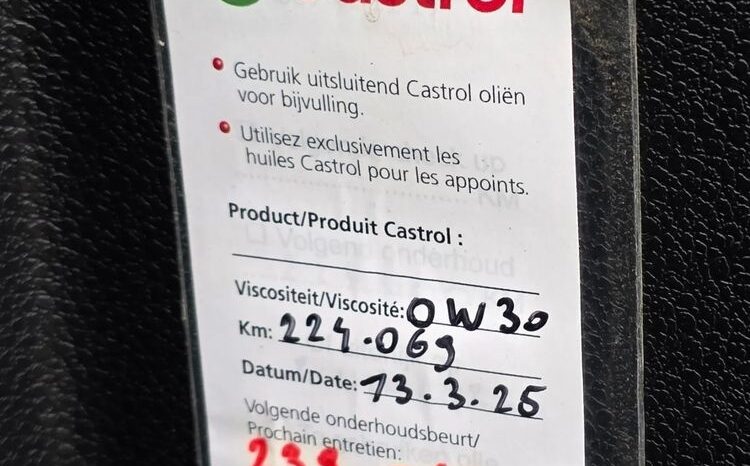 Castrol
• Gebruik uitsluitend Castrol oliën
voor bijvulling.
• Utilisez exclusivement les
huiles Castrol pour les appoints.
Product/Produit Castrol :
Viscositeit/Viscosité: 0W30
Km: 224.069
Datum/Date: 13.3.25
Volgende onderhoudsbeurt/
Prochain entretien: